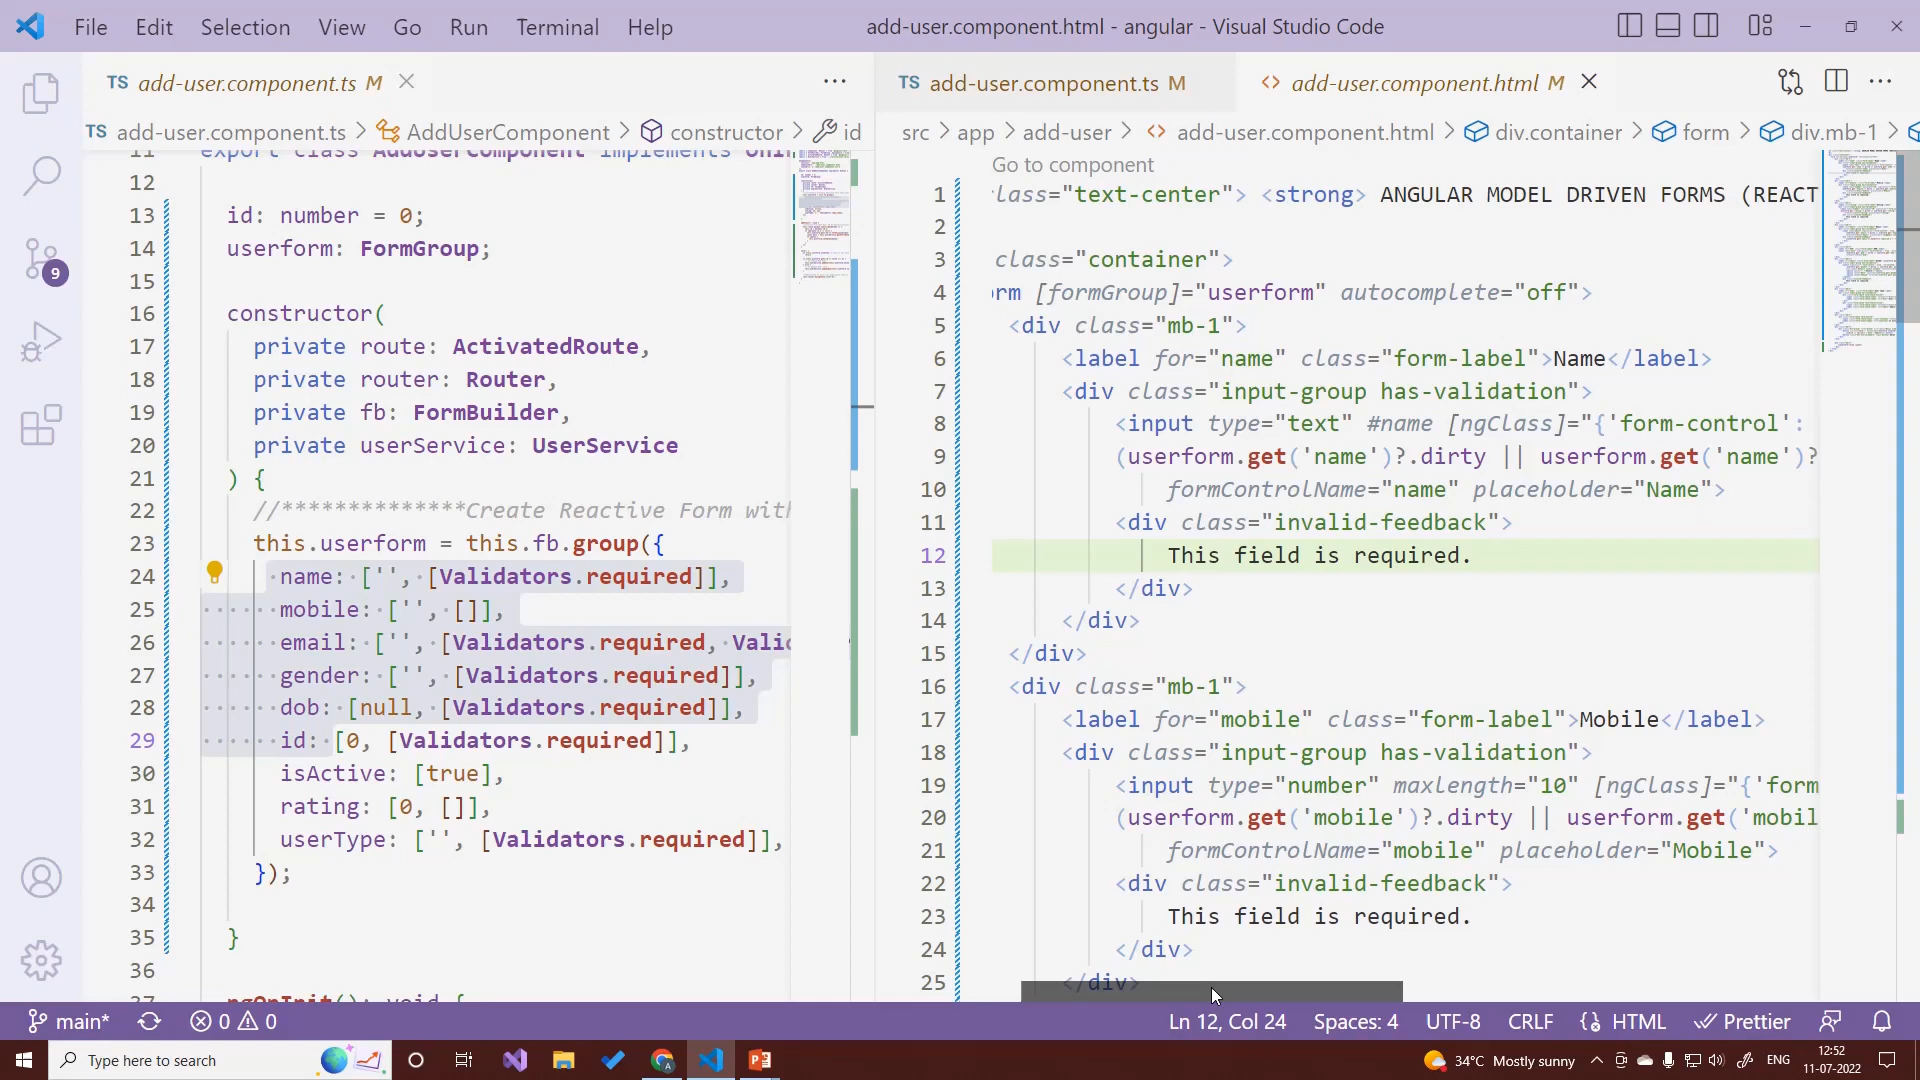 File Edit Selection View Go Run Terminal Help
add-user.component.html - angular - Visual Studio Code
TS add-user.component.ts M
TS add-user.component.ts M
<> add-user.component.html M
TS add-user.component.ts > AddUserComponent > constructor > id
src > app > add-user > <> add-user.component.html > div.container > form > div.mb-1 >
9
11 export class AddUserComponent implements OnIn
12
13 id: number = 0;
14 userform: FormGroup;
15
16 constructor(
17 private route: ActivatedRoute,
18 private router: Router,
19 private fb: FormBuilder,
20 private userService: UserService
21 ) {
22 //**************Create Reactive Form with
23 this.userform = this.fb.group({
24 name: ['', [Validators.required]],
25 mobile: ['', []],
26 email: ['', [Validators.required, Valid
27 gender: ['', [Validators.required]],
28 dob: [null, [Validators.required]],
29 id: [0, [Validators.required]],
30 isActive: [true],
31 rating: [0, []],
32 userType: ['', [Validators.required]],
33 });
34
35 }
36
37 ngOnInit(): void {
Go to component
1 class="text-center"> <strong> ANGULAR MODEL DRIVEN FORMS (REACT
2
3 class="container">
4 orm [formGroup]="userform" autocomplete="off">
5 <div class="mb-1">
6 <label for="name" class="form-label">Name</label>
7 <div class="input-group has-validation">
8 <input type="text" #name [ngClass]="{'form-control':
9 (userform.get('name')?.dirty || userform.get('name')?
10 formControlName="name" placeholder="Name">
11 <div class="invalid-feedback">
12 This field is required.
13 </div>
14 </div>
15 </div>
16 <div class="mb-1">
17 <label for="mobile" class="form-label">Mobile</label>
18 <div class="input-group has-validation">
19 <input type="number" maxlength="10" [ngClass]="{'form
20 (userform.get('mobile')?.dirty || userform.get('mobil
21 formControlName="mobile" placeholder="Mobile">
22 <div class="invalid-feedback">
23 This field is required.
24 </div>
25 </div>
main* 0 0
Ln 12, Col 24 Spaces: 4 UTF-8 CRLF {} HTML Prettier
Type here to search
34°C Mostly sunny ENG
12:52
11-07-2022